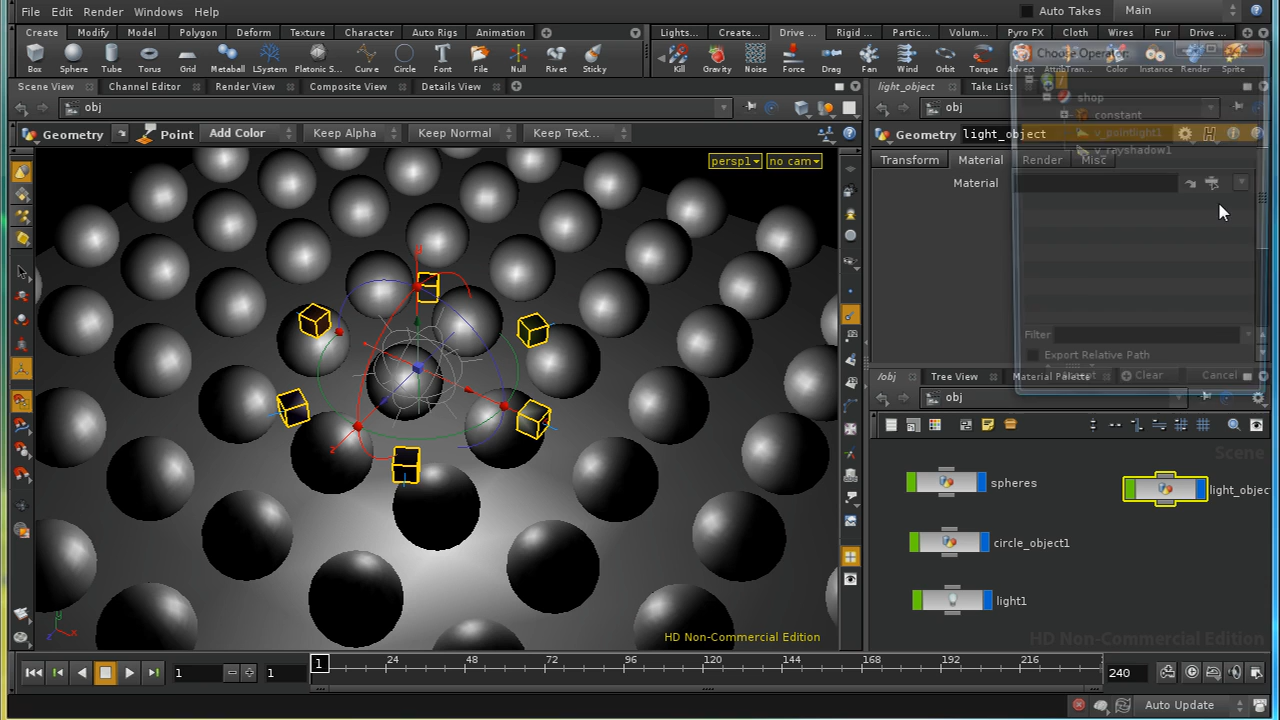 File Edit Render Windows Help
Auto Takes Main
Create Modify Model Polygon Deform Texture Character Auto Rigs Animation
Lights... Create... Drive ... Rigid ... Partic... Volum... Pyro FX Cloth Wires Fur Drive ...
Box Sphere Tube Torus Grid Metaball LSystem Platonic S... Curve Circle Font File Null Rivet Sticky
Kill Gravity Noise Force Drag Fan Wind Orbit Torque Advect AttribTran... Color Instance Render Sprite
Choose Operator
Scene View Channel Editor Render View Composite View Details View
light_object Take List
shop
obj
obj
constant
Geometry Point Add Color Keep Alpha Keep Normal Keep Text...
Geometry light_object
v_pointlight1
v_rayshadow1
persp1 no cam
Transform Material Render Misc
Material
y
z
Filter
Export Relative Path
Clear Cancel
/obj Tree View Material Palette
obj
Scene
spheres
light_objec
circle_object1
light1
y
z x
HD Non-Commercial Edition
HD Non-Commercial Edition
1 1
1 24 48 72 96 120 144 168 192 216
240
Auto Update